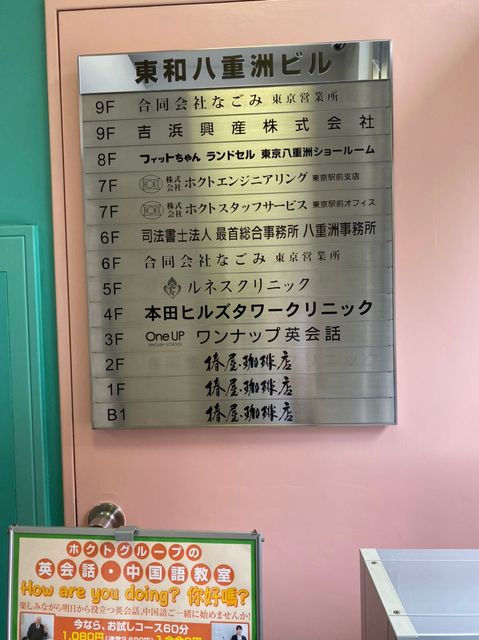 東和八重洲ビル
9F 合同会社なごみ 東京営業所
9F 吉浜興産株式会社
8F フィットちゃん ランドセル 東京八重洲ショールーム
7F 株式会社 ホクトエンジニアリング 東京駅前支店
7F 株式会社 ホクトスタッフサービス 東京駅前オフィス
6F 司法書士法人 最首総合事務所 八重洲事務所
6F 合同会社なごみ 東京営業所
5F ルネスクリニック
4F 本田ヒルズタワークリニック
3F One UP ENGLISH SCHOOL ワンナップ英会話
2F 椿屋珈琲店
1F 椿屋珈琲店
B1 椿屋珈琲店
ホクトグループの
英会話・中国語教室
How are you doing? 你好嗎?
楽しみながら明日から役立つ英会話、中国語ご一緒に始めませんか!
今なら、お試しコース60分
1,080円